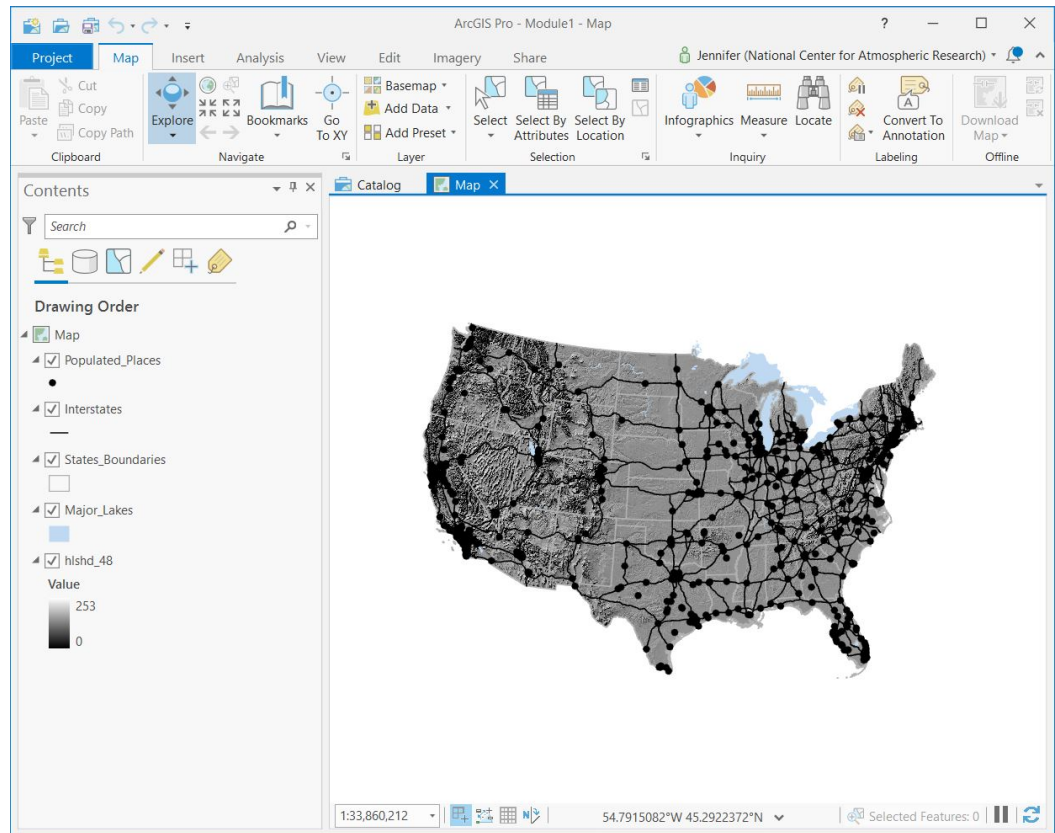 ArcGIS Pro - Module1 - Map
?
Project Map Insert Analysis View Edit Imagery Share
Jennifer (National Center for Atmospheric Research)
Paste
Cut
Copy
Copy Path
Clipboard
Explore
Bookmarks
Go To XY
Navigate
Basemap
Add Data
Add Preset
Layer
Select
Select By Attributes
Select By Location
Selection
Infographics
Measure
Locate
Inquiry
A
Convert To Annotation
Labeling
Download Map
Offline
Contents
Search
Drawing Order
Map
Populated_Places
Interstates
States_Boundaries
Major_Lakes
hlshd_48
Value
253
0
Catalog
Map
1:33,860,212
N
54.7915082°W 45.2922372°N
Selected Features: 0